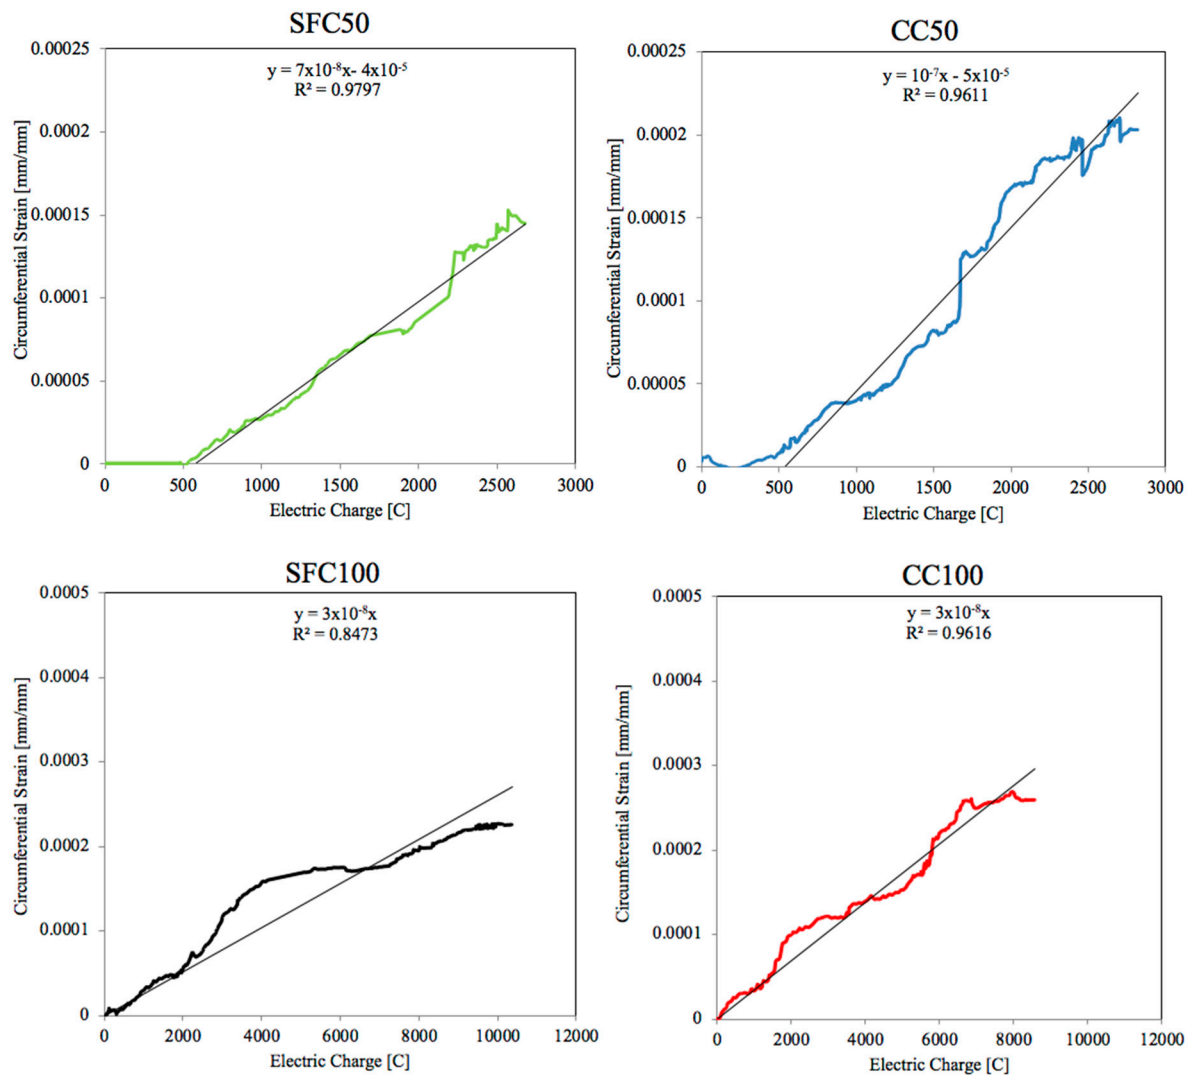 SFC50
0.00025
0.0002
0.00015
0.0001
0.00005
0
Circumferential Strain [mm/mm]
y = 7x10⁻⁸x- 4x10⁻⁵
R² = 0.9797
0 500 1000 1500 2000 2500 3000
Electric Charge [C]
CC50
0.00025
0.0002
0.00015
0.0001
0.00005
0
Circumferential Strain [mm/mm]
y = 10⁻⁷x - 5x10⁻⁵
R² = 0.9611
0 500 1000 1500 2000 2500 3000
Electric Charge [C]
SFC100
0.0005
0.0004
0.0003
0.0002
0.0001
0
Circumferential Strain [mm/mm]
y = 3x10⁻⁸x
R² = 0.8473
0 2000 4000 6000 8000 10000 12000
Electric Charge [C]
CC100
0.0005
0.0004
0.0003
0.0002
0.0001
0
Circumferential Strain [mm/mm]
y = 3x10⁻⁸x
R² = 0.9616
0 2000 4000 6000 8000 10000 12000
Electric Charge [C]